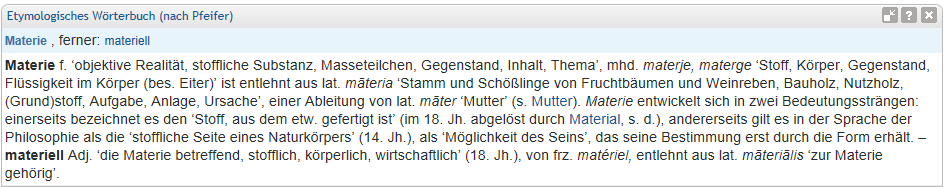 Etymologisches Wörterbuch (nach Pfeifer)
Materie , ferner: materiell
Materie f. ‘objektive Realität, stoffliche Substanz, Masseteilchen, Gegenstand, Inhalt, Thema’, mhd. materje, materge ‘Stoff, Körper, Gegenstand,
Flüssigkeit im Körper (bes. Eiter)’ ist entlehnt aus lat. māteria ‘Stamm und Schößlinge von Fruchtbäumen und Weinreben, Bauholz, Nutzholz,
(Grund)stoff, Aufgabe, Anlage, Ursache’, einer Ableitung von lat. māter ‘Mutter’ (s. Mutter). Materie entwickelt sich in zwei Bedeutungssträngen:
einerseits bezeichnet es den ‘Stoff, aus dem etw. gefertigt ist’ (im 18. Jh. abgelöst durch Material, s. d.), andererseits gilt es in der Sprache der
Philosophie als die ‘stoffliche Seite eines Naturkörpers’ (14. Jh.), als ‘Möglichkeit des Seins’, das seine Bestimmung erst durch die Form erhält. –
materiell Adj. ‘die Materie betreffend, stofflich, körperlich, wirtschaftlich’ (18. Jh.), von frz. matériel, entlehnt aus lat. māteriālis ‘zur Materie
gehörig’.